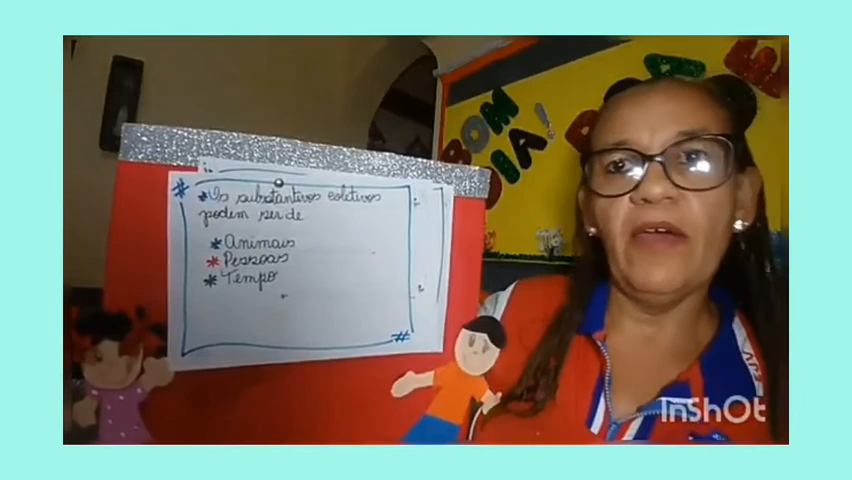 BOM
DIA!
* Os substantivos coletivos
podem ser de
* Animais
* Pessoas
* Tempo
InShOt